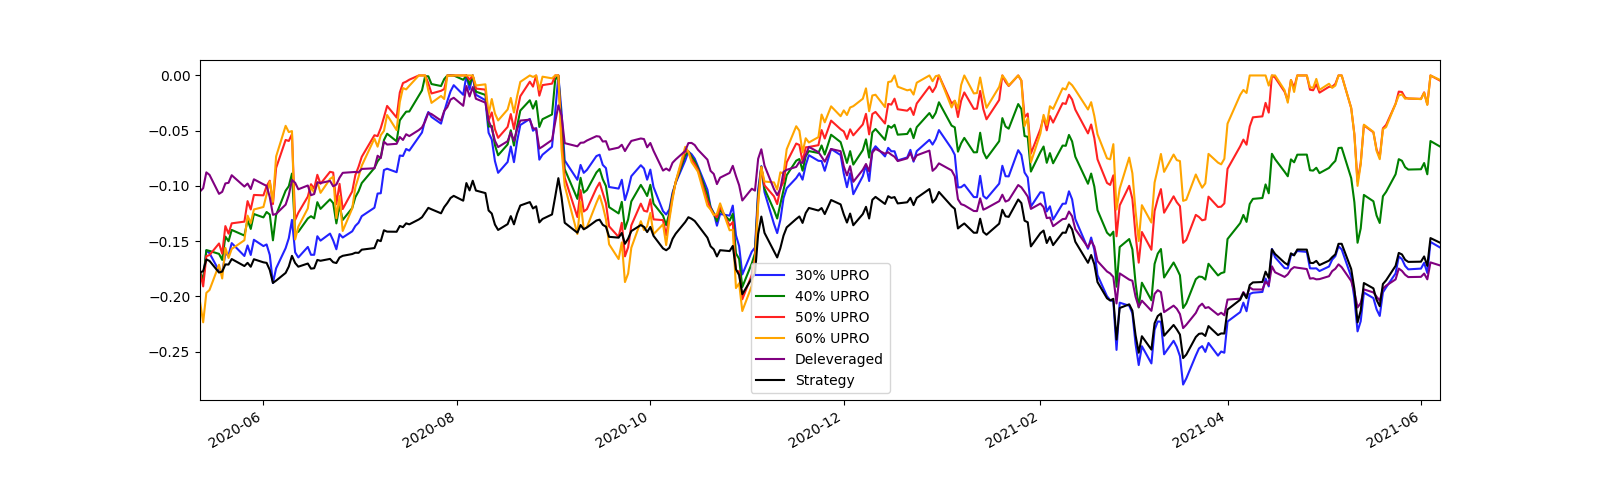 0.00
−0.05
−0.10
−0.15
−0.20
−0.25
30% UPRO
40% UPRO
50% UPRO
60% UPRO
Deleveraged
Strategy
2020-06
2020-08
2020-10
2020-12
2021-02
2021-04
2021-06